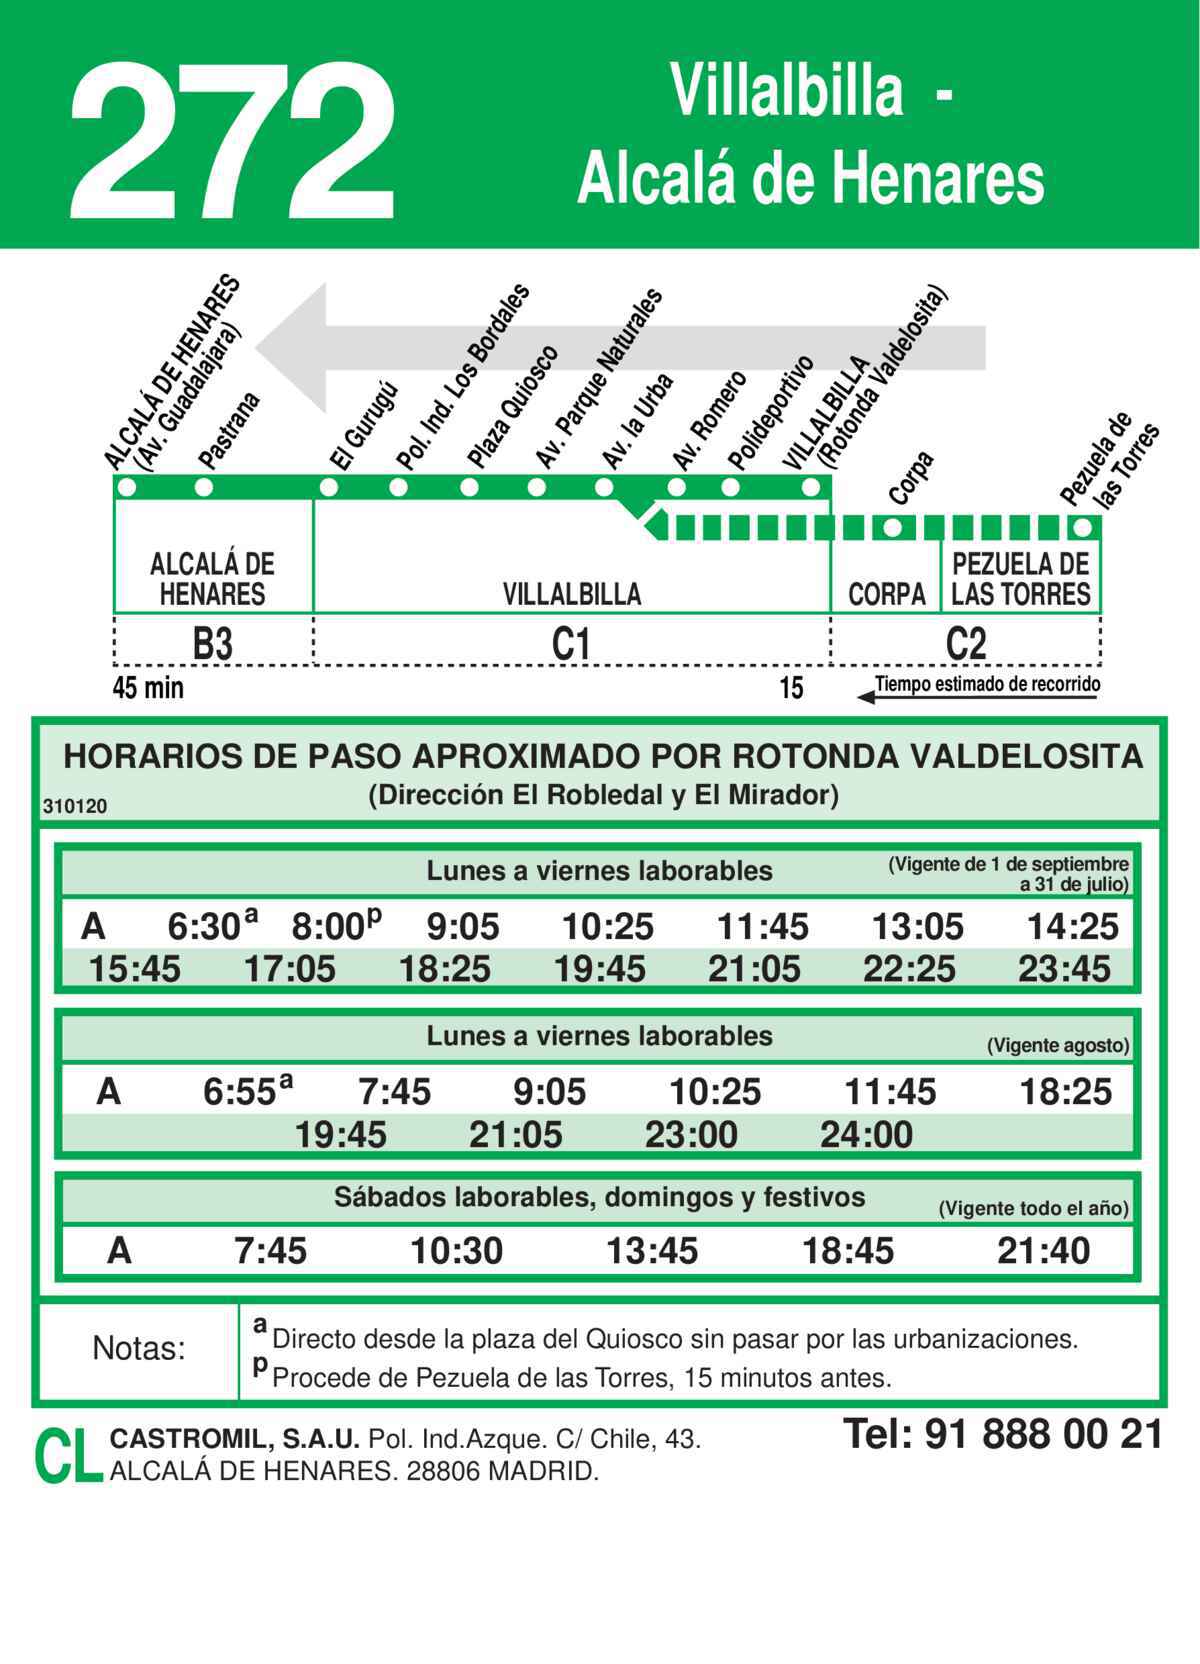 272
Villalbilla -
Alcalá de Henares
ALCALÁ DE HENARES
(Av. Guadalajara)
Pastrana
El Gurugú
Pol. Ind. Los Bordales
Plaza Quiosco
Av. Parque Naturales
Av. la Urba
Av. Romero
Polideportivo
VILLALBILLA
(Rotonda Valdelosita)
Corpa
Pezuela de
las Torres
ALCALÁ DE
HENARES
VILLALBILLA
CORPA
PEZUELA DE
LAS TORRES
B3
C1
C2
45 min
15
Tiempo estimado de recorrido
HORARIOS DE PASO APROXIMADO POR ROTONDA VALDELOSITA
(Dirección El Robledal y El Mirador)
310120
Lunes a viernes laborables
(Vigente de 1 de septiembre
a 31 de julio)
A 6:30a 8:00p 9:05 10:25 11:45 13:05 14:25
15:45 17:05 18:25 19:45 21:05 22:25 23:45
Lunes a viernes laborables
(Vigente agosto)
A 6:55a 7:45 9:05 10:25 11:45 18:25
19:45 21:05 23:00 24:00
Sábados laborables, domingos y festivos
(Vigente todo el año)
A 7:45 10:30 13:45 18:45 21:40
Notas:
a Directo desde la plaza del Quiosco sin pasar por las urbanizaciones.
p Procede de Pezuela de las Torres, 15 minutos antes.
CL
CASTROMIL, S.A.U. Pol. Ind.Azque. C/ Chile, 43.
ALCALÁ DE HENARES. 28806 MADRID.
Tel: 91 888 00 21